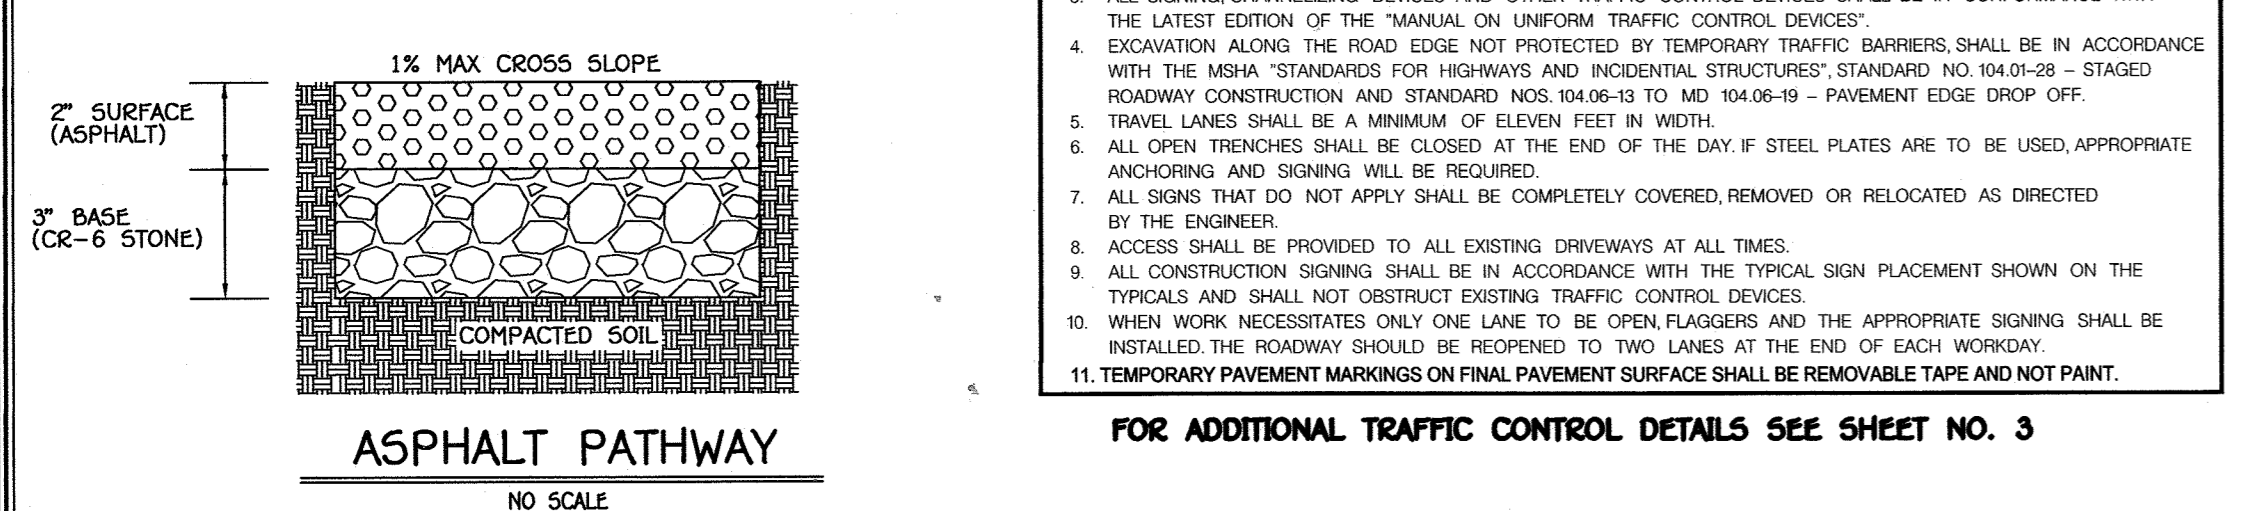 1% MAX CROSS SLOPE
2" SURFACE
(ASPHALT)
3" BASE
(CR-6 STONE)
COMPACTED SOIL
ASPHALT PATHWAY
NO SCALE
THE LATEST EDITION OF THE "MANUAL ON UNIFORM TRAFFIC CONTROL DEVICES".
4. EXCAVATION ALONG THE ROAD EDGE NOT PROTECTED BY TEMPORARY TRAFFIC BARRIERS, SHALL BE IN ACCORDANCE
WITH THE MSHA "STANDARDS FOR HIGHWAYS AND INCIDENTIAL STRUCTURES", STANDARD NO. 104.01-28 – STAGED
ROADWAY CONSTRUCTION AND STANDARD NOS. 104.06-13 TO MD 104.06-19 – PAVEMENT EDGE DROP OFF.
5. TRAVEL LANES SHALL BE A MINIMUM OF ELEVEN FEET IN WIDTH.
6. ALL OPEN TRENCHES SHALL BE CLOSED AT THE END OF THE DAY. IF STEEL PLATES ARE TO BE USED, APPROPRIATE
ANCHORING AND SIGNING WILL BE REQUIRED.
7. ALL SIGNS THAT DO NOT APPLY SHALL BE COMPLETELY COVERED, REMOVED OR RELOCATED AS DIRECTED
BY THE ENGINEER.
8. ACCESS SHALL BE PROVIDED TO ALL EXISTING DRIVEWAYS AT ALL TIMES.
9. ALL CONSTRUCTION SIGNING SHALL BE IN ACCORDANCE WITH THE TYPICAL SIGN PLACEMENT SHOWN ON THE
TYPICALS AND SHALL NOT OBSTRUCT EXISTING TRAFFIC CONTROL DEVICES.
10. WHEN WORK NECESSITATES ONLY ONE LANE TO BE OPEN, FLAGGERS AND THE APPROPRIATE SIGNING SHALL BE
INSTALLED. THE ROADWAY SHOULD BE REOPENED TO TWO LANES AT THE END OF EACH WORKDAY.
11. TEMPORARY PAVEMENT MARKINGS ON FINAL PAVEMENT SURFACE SHALL BE REMOVABLE TAPE AND NOT PAINT.
FOR ADDITIONAL TRAFFIC CONTROL DETAILS SEE SHEET NO. 3